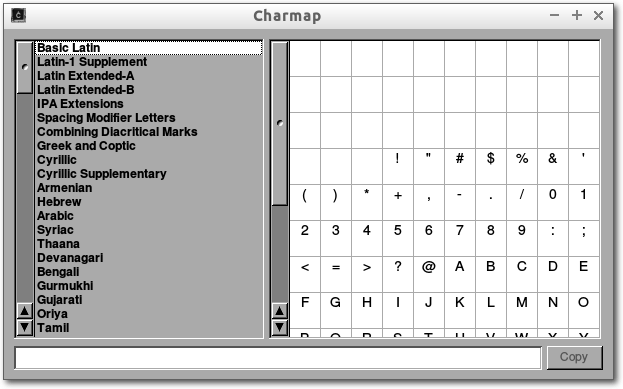 Charmap
Basic Latin
Latin-1 Supplement
Latin Extended-A
Latin Extended-B
IPA Extensions
Spacing Modifier Letters
Combining Diacritical Marks
Greek and Coptic
Cyrillic
Cyrillic Supplementary
Armenian
Hebrew
Arabic
Syriac
Thaana
Devanagari
Bengali
Gurmukhi
Gujarati
Oriya
Tamil
! " # $ % & '
( ) * + , - . / 0 1
2 3 4 5 6 7 8 9 : ;
< = > ? @ A B C D E
F G H I J K L M N O
P Q R S T U V W X Y
Copy